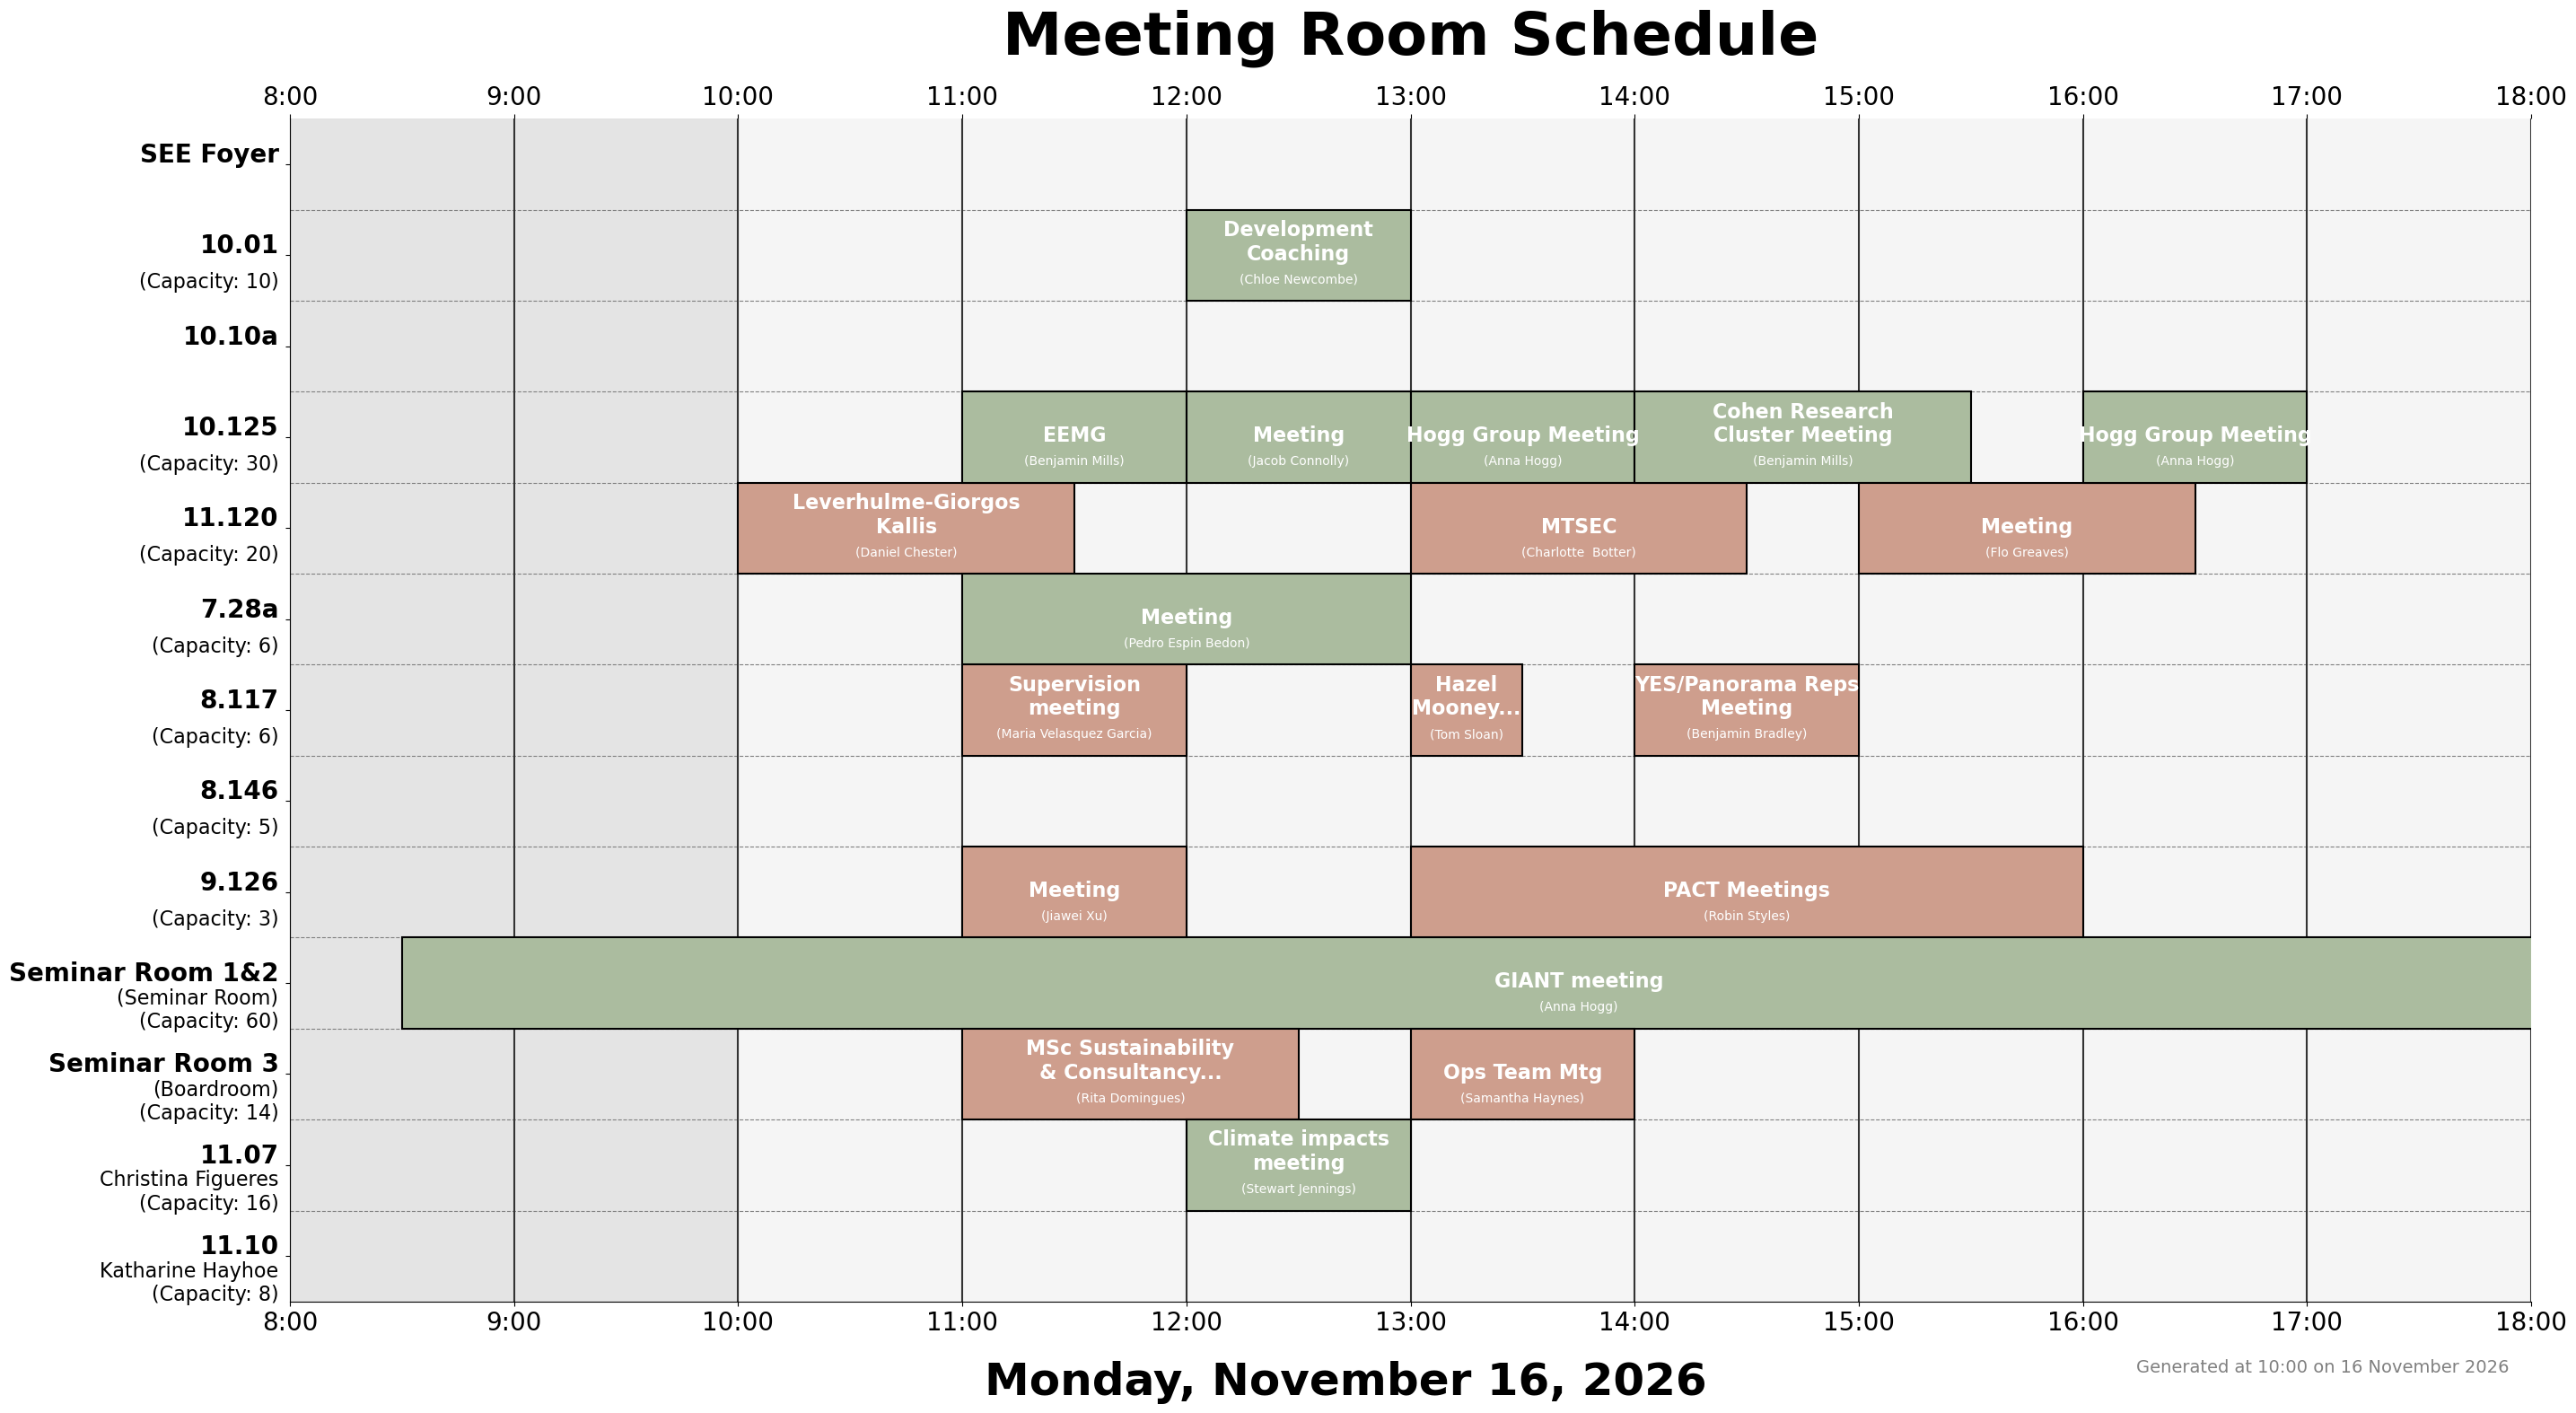 Meeting Room Schedule
8:00 9:00 10:00 11:00 12:00 13:00 14:00 15:00 16:00 17:00 18:00
SEE Foyer
10.01
(Capacity: 10)
Development
Coaching
(Chloe Newcombe)
10.10a
10.125
(Capacity: 30)
EEMG
(Benjamin Mills)
Meeting
(Jacob Connolly)
Hogg Group Meeting
(Anna Hogg)
Cohen Research
Cluster Meeting
(Benjamin Mills)
Hogg Group Meeting
(Anna Hogg)
11.120
(Capacity: 20)
Leverhulme-Giorgos
Kallis
(Daniel Chester)
MTSEC
(Charlotte  Botter)
Meeting
(Flo Greaves)
7.28a
(Capacity: 6)
Meeting
(Pedro Espin Bedon)
8.117
(Capacity: 6)
Supervision
meeting
(Maria Velasquez Garcia)
Hazel
Mooney...
(Tom Sloan)
YES/Panorama Reps
Meeting
(Benjamin Bradley)
8.146
(Capacity: 5)
9.126
(Capacity: 3)
Meeting
(Jiawei Xu)
PACT Meetings
(Robin Styles)
Seminar Room 1&2
(Seminar Room)
(Capacity: 60)
GIANT meeting
(Anna Hogg)
Seminar Room 3
(Boardroom)
(Capacity: 14)
MSc Sustainability
& Consultancy...
(Rita Domingues)
Ops Team Mtg
(Samantha Haynes)
11.07
Christina Figueres
(Capacity: 16)
Climate impacts
meeting
(Stewart Jennings)
11.10
Katharine Hayhoe
(Capacity: 8)
8:00 9:00 10:00 11:00 12:00 13:00 14:00 15:00 16:00 17:00 18:00
Monday, November 16, 2026
Generated at 10:00 on 16 November 2026